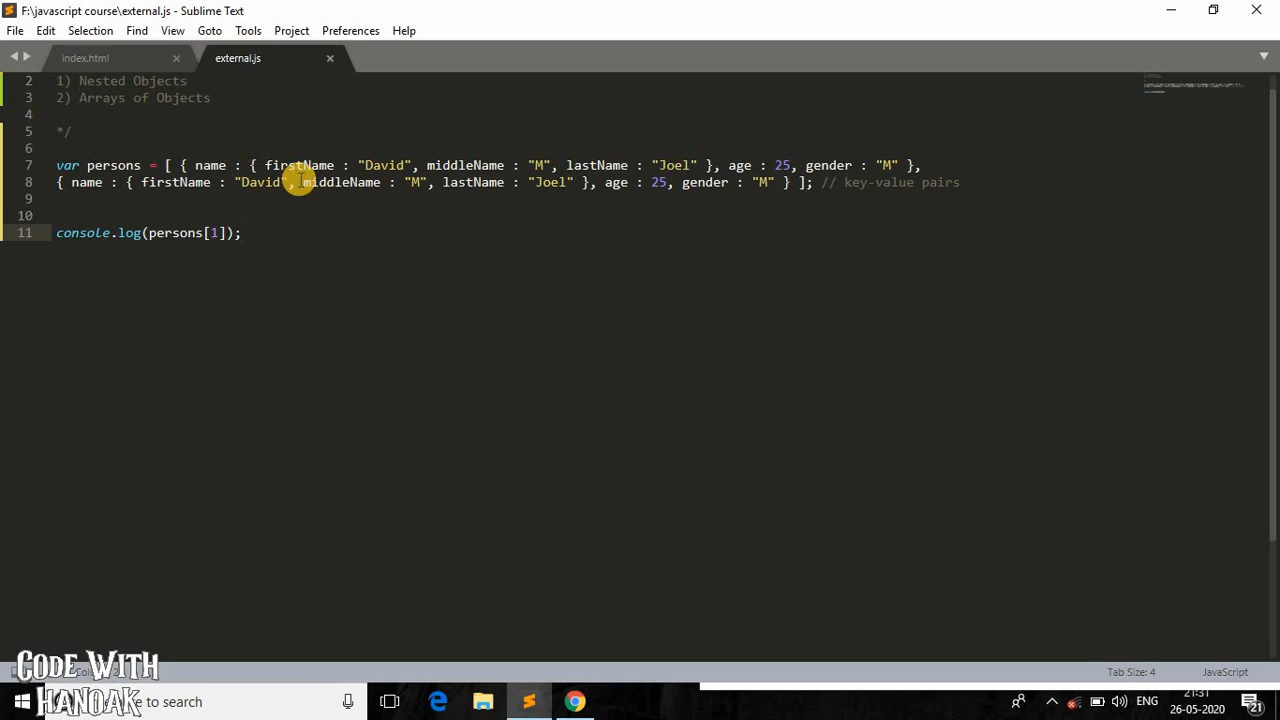 F:\javascript course\external.js - Sublime Text
File Edit Selection Find View Goto Tools Project Preferences Help
index.html × external.js ×
2 1) Nested Objects
3 2) Arrays of Objects
4
5 */
6
7 var persons = [ { name : { firstName : "David", middleName : "M", lastName : "Joel" }, age : 25, gender : "M" },
8 { name : { firstName : "David", middleName : "M", lastName : "Joel" }, age : 25, gender : "M" } ]; // key-value pairs
9
10
11 console.log(persons[1]);
CODE WITH
HANOAK
Tab Size: 4 JavaScript
to search
ENG
21:31
26-05-2020
21